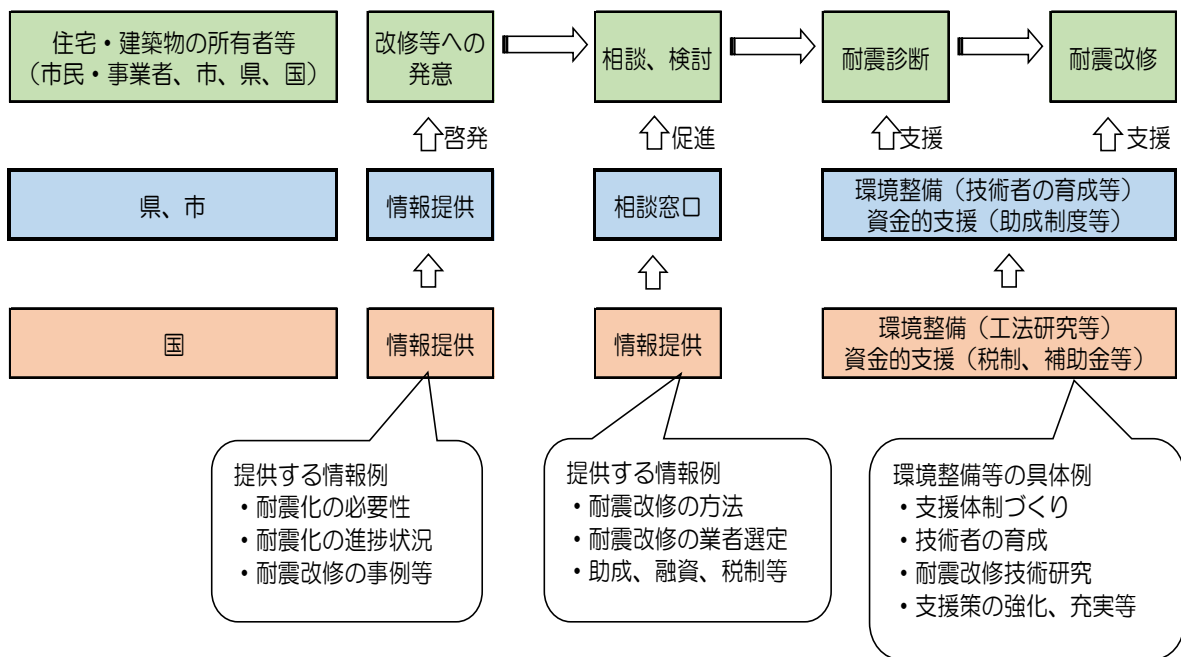 住宅・建築物の所有者等
（市民・事業者、市、県、国）
改修等への
発意
相談、検討
耐震診断
耐震改修
啓発
促進
支援
支援
県、市
情報提供
相談窓口
環境整備（技術者の育成等）
資金的支援（助成制度等）
国
情報提供
情報提供
環境整備（工法研究等）
資金的支援（税制、補助金等）
提供する情報例
・耐震化の必要性
・耐震化の進捗状況
・耐震改修の事例等
提供する情報例
・耐震改修の方法
・耐震改修の業者選定
・助成、融資、税制等
環境整備等の具体例
・支援体制づくり
・技術者の育成
・耐震改修技術研究
・支援策の強化、充実等